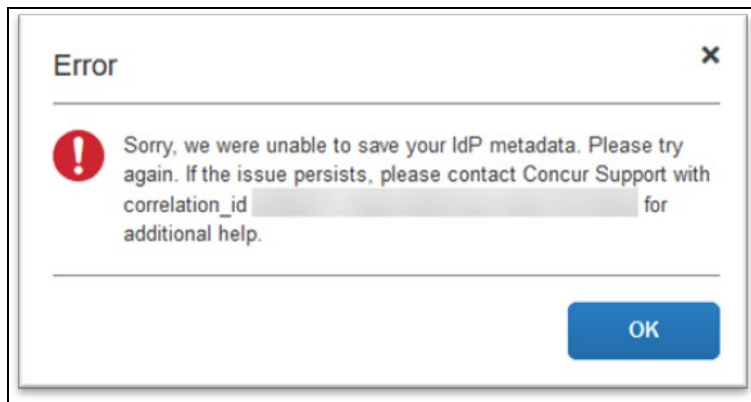 Error
Sorry, we were unable to save your IdP metadata. Please try
again. If the issue persists, please contact Concur Support with
correlation_id for
additional help.
OK